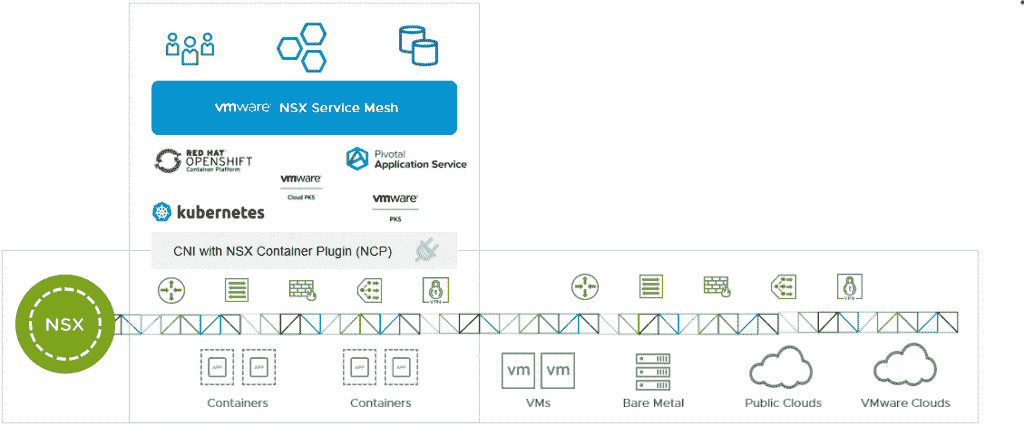 vmware NSX Service Mesh
RED HAT
OPENSHIFT
Container Platform
Pivotal
Application Service
vmware
Cloud PKS
vmware
PKS
kubernetes
CNI with NSX Container Plugin (NCP)
VPN
VPN
NSX
APP
APP
APP
APP
vm
vm
Containers
Containers
VMs
Bare Metal
Public Clouds
VMware Clouds